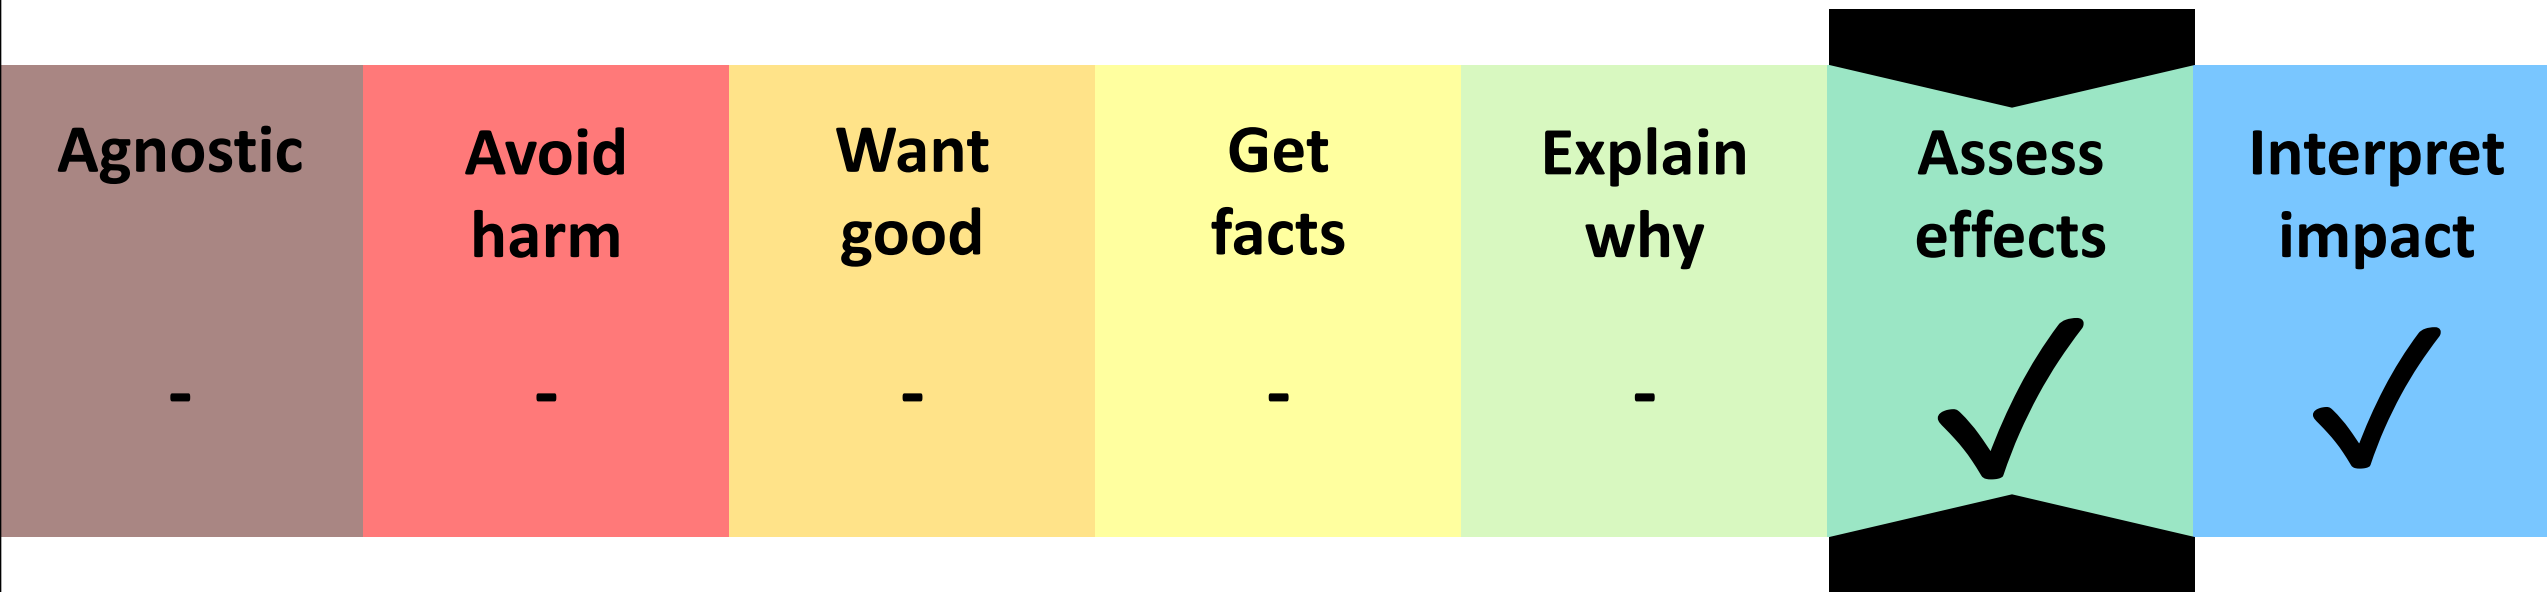 Agnostic
Avoid
harm
Want
good
Get
facts
Explain
why
Assess
effects
Interpret
impact
- - - - - ✓ ✓